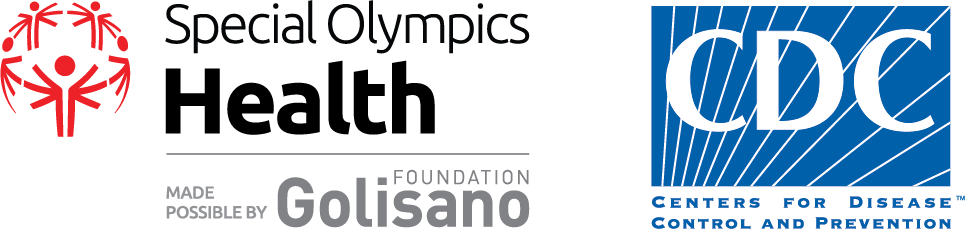 Special Olympics
Health
MADE
POSSIBLE BY
FOUNDATION
Golisano
CDC
CENTERS FOR DISEASE™
CONTROL AND PREVENTION